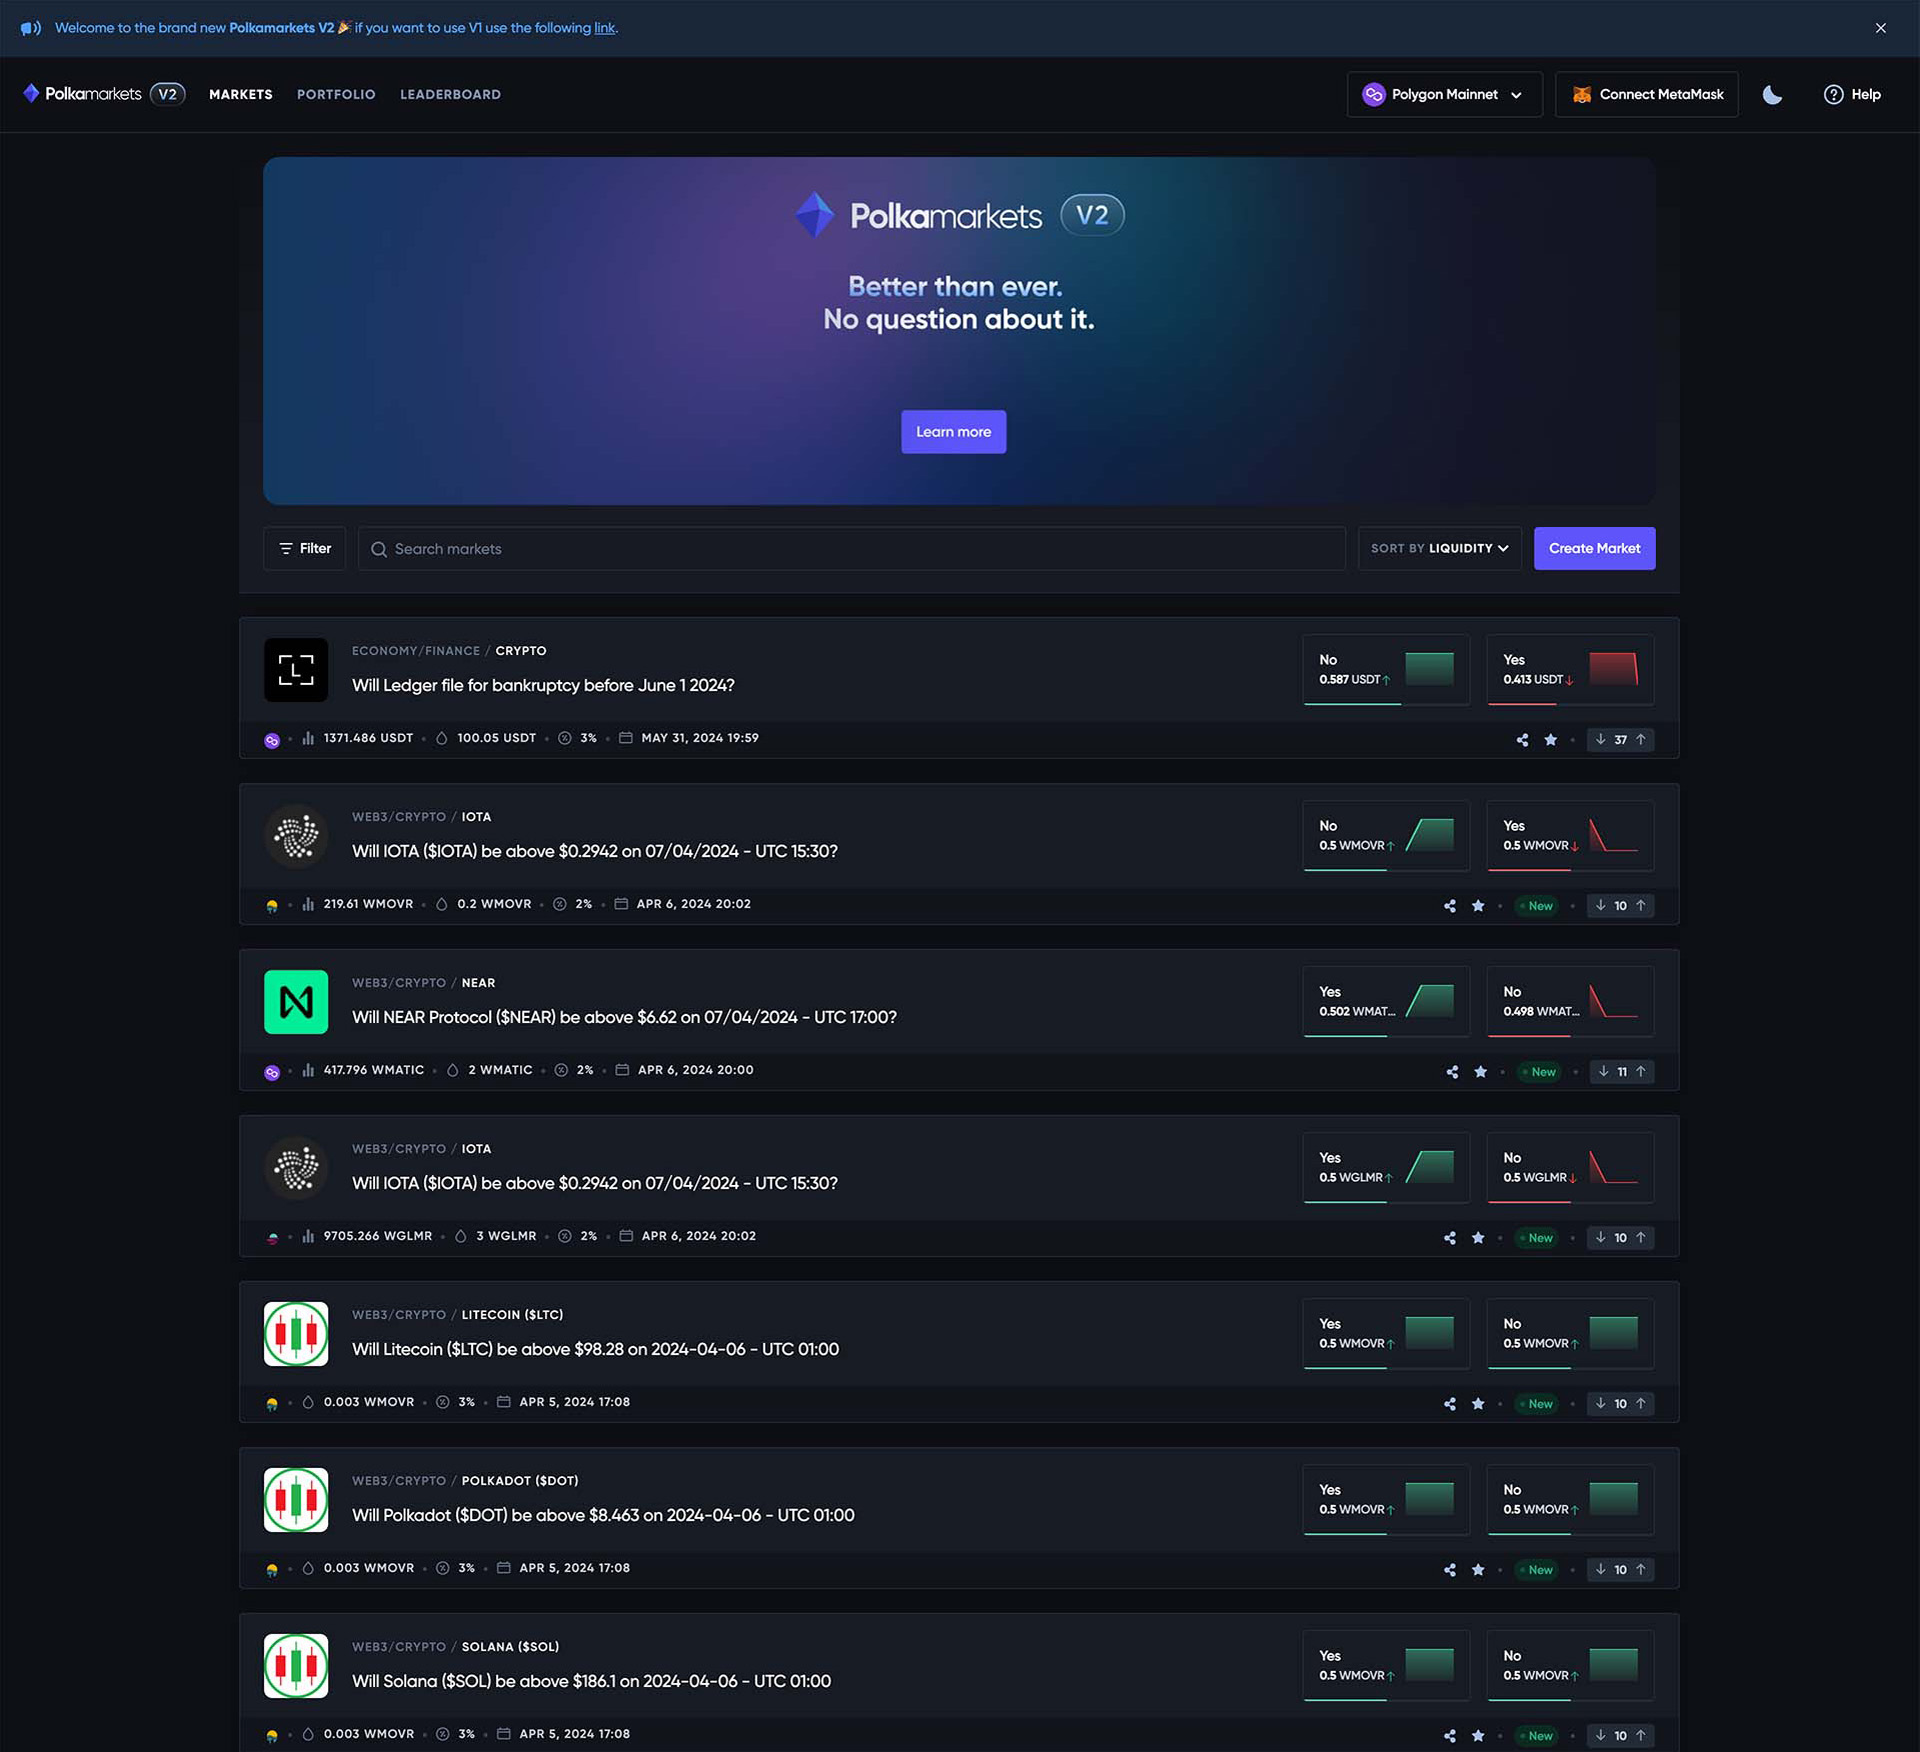 Welcome to the brand new Polkamarkets V2 🎉 if you want to use V1 use the following link.
Polkamarkets V2 MARKETS PORTFOLIO LEADERBOARD Polygon Mainnet Connect MetaMask Help
Polkamarkets V2
Better than ever.
No question about it.
Learn more
Filter Search markets SORT BY LIQUIDITY Create Market
ECONOMY/FINANCE / CRYPTO
Will Ledger file for bankruptcy before June 1 2024?
No
0.587 USDT↑
Yes
0.413 USDT↓
1371.486 USDT • 100.05 USDT • 3% • MAY 31, 2024 19:59
↓ 37 ↑
WEB3/CRYPTO / IOTA
Will IOTA ($IOTA) be above $0.2942 on 07/04/2024 - UTC 15:30?
No
0.5 WMOVR↑
Yes
0.5 WMOVR↓
219.61 WMOVR • 0.2 WMOVR • 2% • APR 6, 2024 20:02
New ↓ 10 ↑
WEB3/CRYPTO / NEAR
Will NEAR Protocol ($NEAR) be above $6.62 on 07/04/2024 - UTC 17:00?
Yes
0.502 WMAT...
No
0.498 WMAT...
417.796 WMATIC • 2 WMATIC • 2% • APR 6, 2024 20:00
New ↓ 11 ↑
WEB3/CRYPTO / IOTA
Will IOTA ($IOTA) be above $0.2942 on 07/04/2024 - UTC 15:30?
Yes
0.5 WGLMR↑
No
0.5 WGLMR↓
9705.266 WGLMR • 3 WGLMR • 2% • APR 6, 2024 20:02
New ↓ 10 ↑
WEB3/CRYPTO / LITECOIN ($LTC)
Will Litecoin ($LTC) be above $98.28 on 2024-04-06 - UTC 01:00
Yes
0.5 WMOVR↑
No
0.5 WMOVR↑
0.003 WMOVR • 3% • APR 5, 2024 17:08
New ↓ 10 ↑
WEB3/CRYPTO / POLKADOT ($DOT)
Will Polkadot ($DOT) be above $8.463 on 2024-04-06 - UTC 01:00
Yes
0.5 WMOVR↑
No
0.5 WMOVR↑
0.003 WMOVR • 3% • APR 5, 2024 17:08
New ↓ 10 ↑
WEB3/CRYPTO / SOLANA ($SOL)
Will Solana ($SOL) be above $186.1 on 2024-04-06 - UTC 01:00
Yes
0.5 WMOVR↑
No
0.5 WMOVR↑
0.003 WMOVR • 3% • APR 5, 2024 17:08
New ↓ 10 ↑